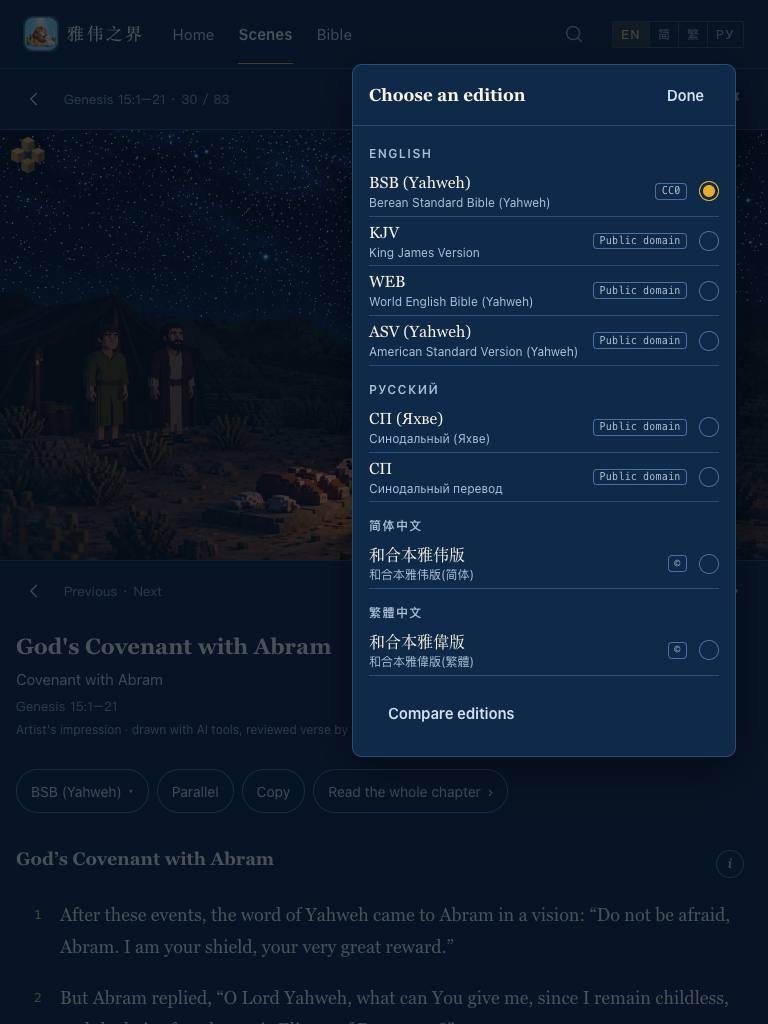 雅伟之界
Home
Scenes
Bible
EN
简
繁
РУ
Genesis 15:1–21 · 30 / 83
Choose an edition
Done
ENGLISH
BSB (Yahweh)
Berean Standard Bible (Yahweh)
CC0
KJV
King James Version
Public domain
WEB
World English Bible (Yahweh)
Public domain
ASV (Yahweh)
American Standard Version (Yahweh)
Public domain
РУССКИЙ
СП (Яхве)
Синодальный (Яхве)
Public domain
СП
Синодальный перевод
Public domain
简体中文
和合本雅伟版
和合本雅伟版(简体)
©
繁體中文
和合本雅偉版
和合本雅偉版(繁體)
©
Compare editions
Previous · Next
God's Covenant with Abram
Covenant with Abram
Genesis 15:1–21
Artist's impression · drawn with AI tools, reviewed verse by
BSB (Yahweh)
Parallel
Copy
Read the whole chapter ›
God’s Covenant with Abram
i
1 After these events, the word of Yahweh came to Abram in a vision: “Do not be afraid,
Abram. I am your shield, your very great reward.”
2 But Abram replied, “O Lord Yahweh, what can You give me, since I remain childless,